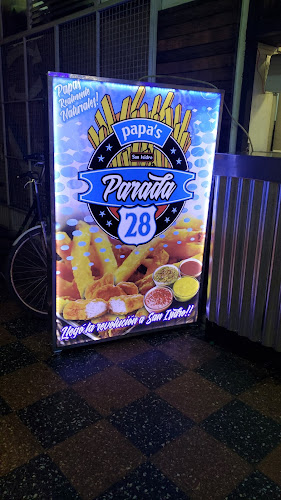 Papas
Realmente
Naturales!
PAPA'S
San Isidro
Parada
28
Llegó la revolución a San Isidro!!